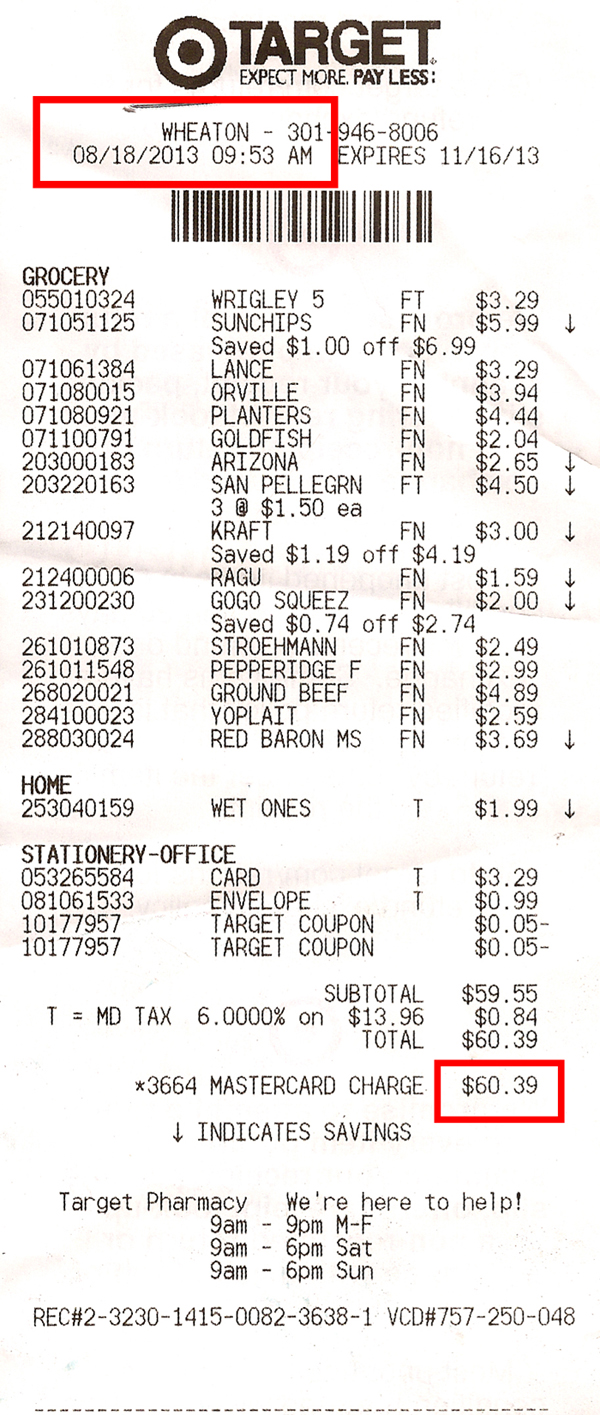 TARGET
EXPECT MORE. PAY LESS.
WHEATON - 301-946-8006
08/18/2013 09:53 AM EXPIRES 11/16/13
GROCERY
055010324 WRIGLEY 5 FT $3.29
071051125 SUNCHIPS FN $5.99 ↓
Saved $1.00 off $6.99
071061384 LANCE FN $3.29
071080015 ORVILLE FN $3.94
071080921 PLANTERS FN $4.44
071100791 GOLDFISH FN $2.04
203000183 ARIZONA FN $2.65 ↓
203220163 SAN PELLEGRN FT $4.50 ↓
3 @ $1.50 ea
212140097 KRAFT FN $3.00 ↓
Saved $1.19 off $4.19
212400006 RAGU FN $1.59 ↓
231200230 GOGO SQUEEZ FN $2.00 ↓
Saved $0.74 off $2.74
261010873 STROEHMANN FN $2.49
261011548 PEPPERIDGE F FN $2.99
268020021 GROUND BEEF FN $4.89
284100023 YOPLAIT FN $2.59
288030024 RED BARON MS FN $3.69 ↓
HOME
253040159 WET ONES T $1.99 ↓
STATIONERY-OFFICE
053265584 CARD T $3.29
081061533 ENVELOPE T $0.99
10177957 TARGET COUPON $0.05-
10177957 TARGET COUPON $0.05-
SUBTOTAL $59.55
T = MD TAX 6.0000% on $13.96 $0.84
TOTAL $60.39
*3664 MASTERCARD CHARGE $60.39
↓ INDICATES SAVINGS
Target Pharmacy We're here to help!
9am - 9pm M-F
9am - 6pm Sat
9am - 6pm Sun
REC#2-3230-1415-0082-3638-1 VCD#757-250-048